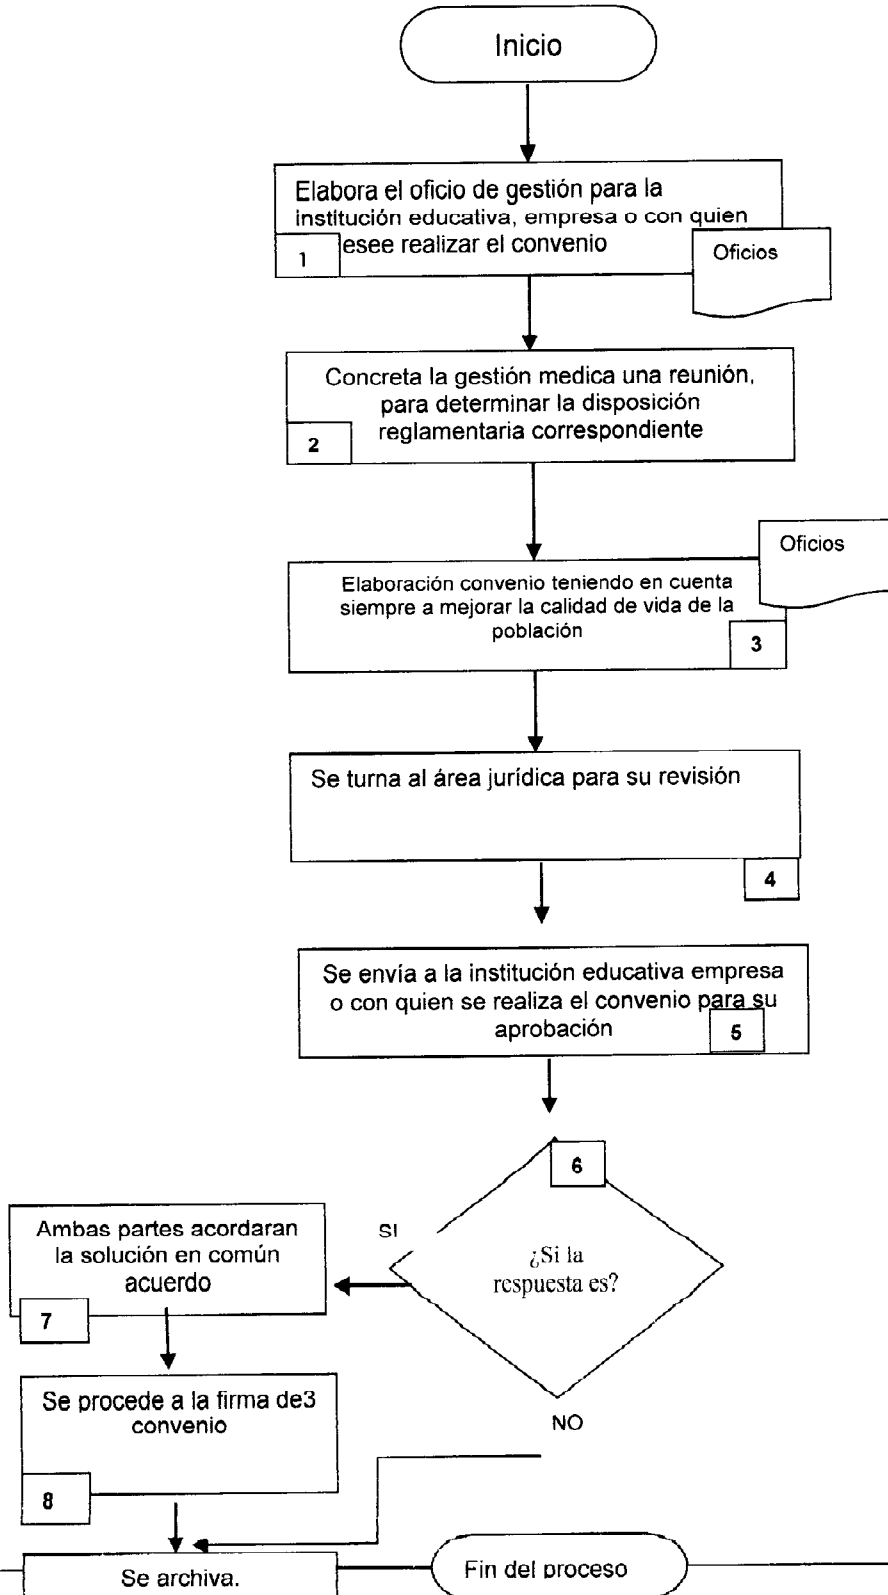 Inicio
Elabora el oficio de gestión para la
institución educativa, empresa o con quien
esee realizar el convenio
1
Oficios
Concreta la gestión medica una reunión,
para determinar la disposición
reglamentaria correspondiente
2
Oficios
Elaboración convenio teniendo en cuenta
siempre a mejorar la calidad de vida de la
población
3
Se turna al área jurídica para su revisión
4
Se envía a la institución educativa empresa
o con quien se realiza el convenio para su
aprobación
5
6
¿Si la
respuesta es?
SI
Ambas partes acordaran
la solución en común
acuerdo
7
Se procede a la firma de3
convenio
8
NO
Se archiva.
Fin del proceso